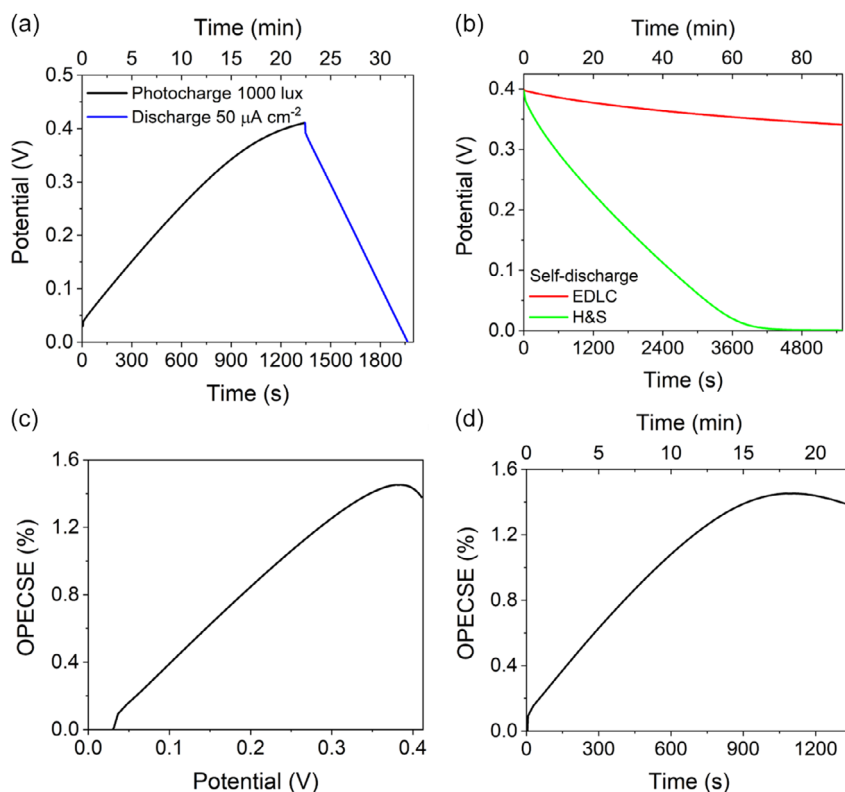 (a)
Time (min)
0 10 20 30
0.5
0.4
0.3
0.2
0.1
0.0
Potential (V)
Photocharge 1000 lux
Discharge 50 μA cm-2
0 300 600 900 1200 1500 1800
Time (s)
(b)
Time (min)
0 20 40 60 80
0.4
0.3
0.2
0.1
0.0
Potential (V)
Self-discharge
EDLC
H&S
0 1200 2400 3600 4800
Time (s)
(c)
1.6
1.2
0.8
0.4
0.0
OPECSE (%)
0.0 0.1 0.2 0.3 0.4
Potential (V)
(d)
Time (min)
0 5 10 15 20
1.6
1.2
0.8
0.4
0.0
OPECSE (%)
0 300 600 900 1200
Time (s)